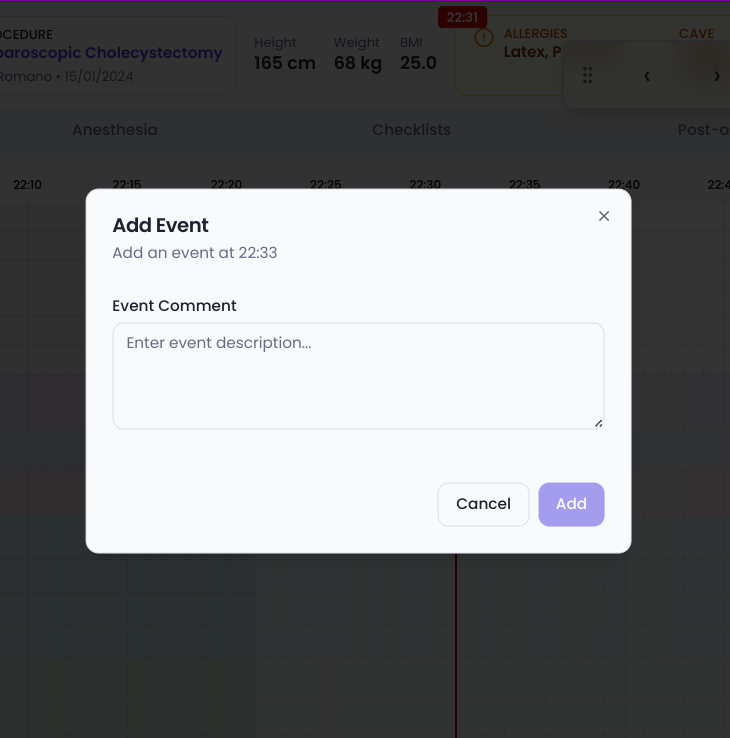 22:31
OCEDURE
paroscopic Cholecystectomy
Romano • 15/01/2024
Height
165 cm
Weight
68 kg
BMI
25.0
ALLERGIES
Latex, P
CAVE
Anesthesia
Checklists
Post-o
22:10 22:15 22:20 22:25 22:30 22:35 22:40 22:4
Add Event
Add an event at 22:33
Event Comment
Enter event description...
Cancel
Add